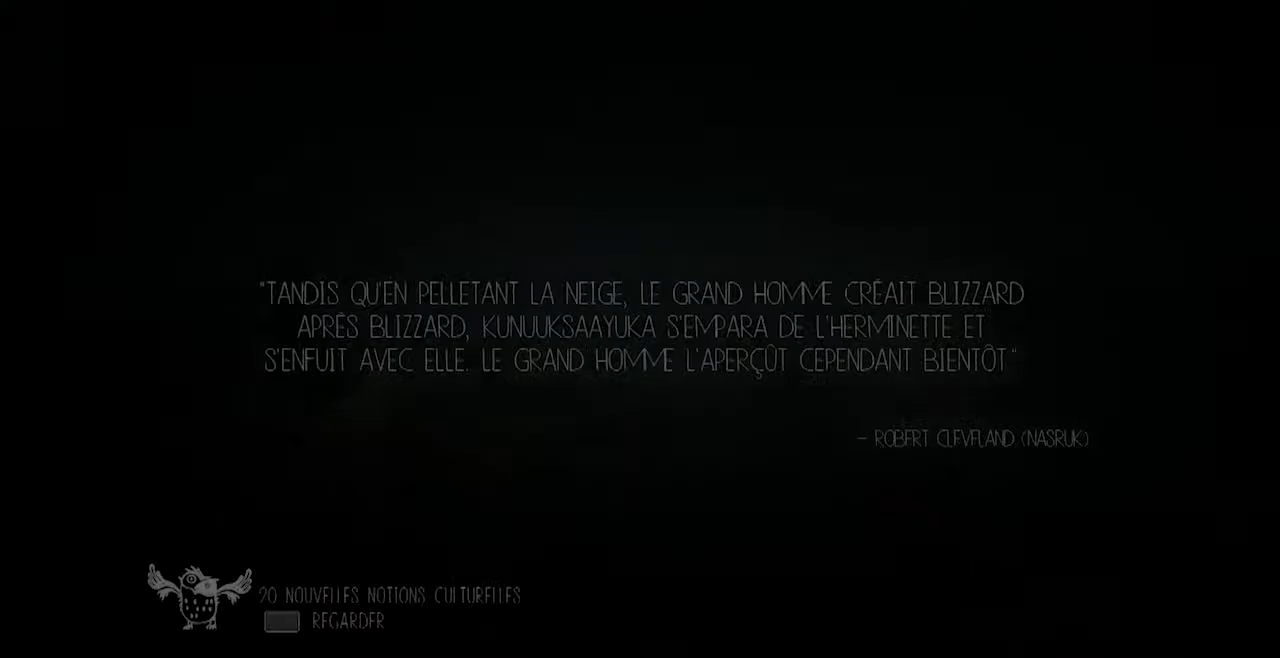 "TANDIS QU'EN PELLETANT LA NEIGE, LE GRAND HOMME CRÉAIT BLIZZARD
APRÈS BLIZZARD, KUNUUKSAAYUKA S'EMPARA DE L'HERMINETTE ET
S'ENFUIT AVEC ELLE. LE GRAND HOMME L'APERÇÛT CEPENDANT BIENTÔT"
– ROBERT CLEVELAND (NASRUK)
20 NOUVELLES NOTIONS CULTURELLES
REGARDER